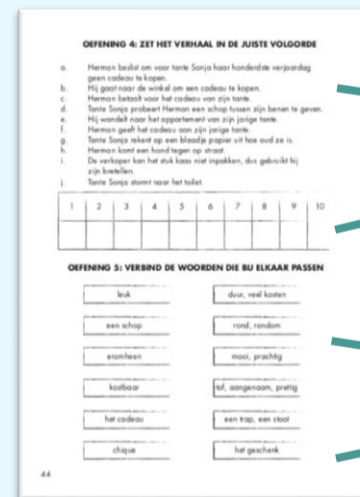 OEFENING 4: ZET HET VERHAAL IN DE JUISTE VOLGORDE
a. Herman beslist om voor tante Sonja haar honderdste verjaardag
geen cadeau te kopen.
b. Hij gaat naar de winkel om een cadeau te kopen.
c. Herman betaalt voor het cadeau van zijn tante.
d. Tante Sonja probeert Herman een schop tussen zijn benen te geven.
e. Hij wandelt naar het appartement van zijn jarige tante.
f. Herman geeft het cadeau aan zijn jarige tante.
g. Tante Sonja rekent op een blaadje papier uit hoe oud ze is.
h. Herman komt een hond tegen op straat.
i. De verkoper kan het stuk kaas niet inpakken, dus gebruikt hij
zijn bretellen.
j. Tante Sonja stormt naar het toilet.
1 2 3 4 5 6 7 8 9 10
OEFENING 5: VERBIND DE WOORDEN DIE BIJ ELKAAR PASSEN
leuk duur, veel kosten
een schop rond, rondom
eromheen mooi, prachtig
kostbaar tof, aangenaam, prettig
het cadeau een trap, een stoot
chique het geschenk
44